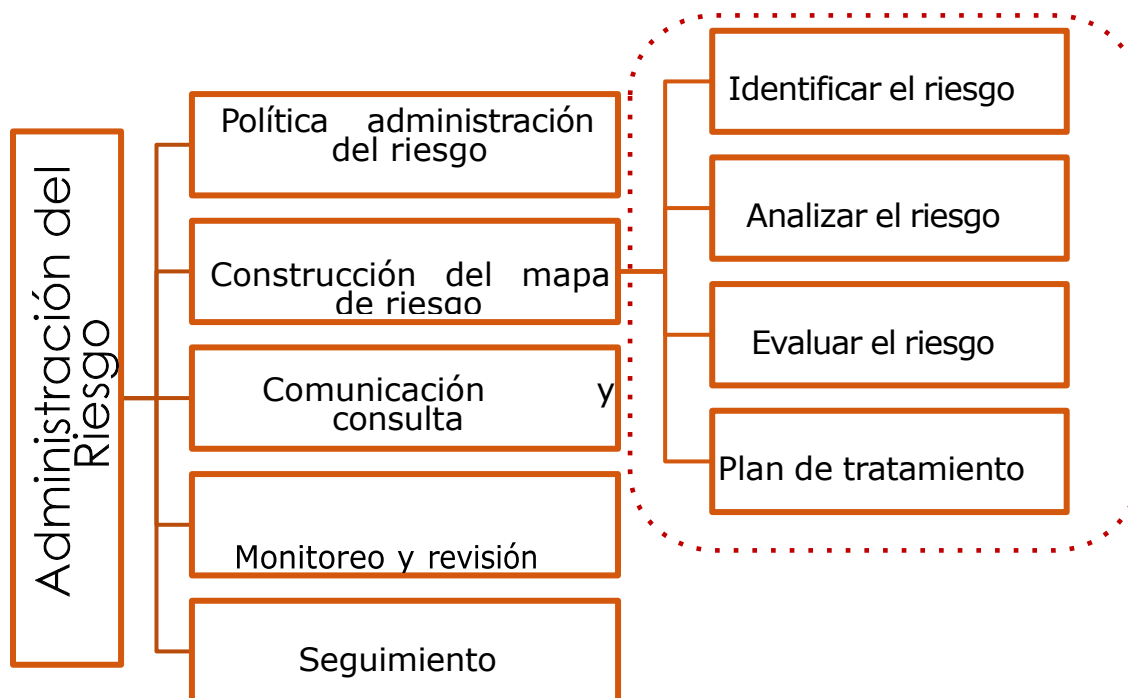 Administración del
Riesgo
Política administración
del riesgo
Construcción del mapa
de riesgo
Comunicación y
consulta
Monitoreo y revisión
Seguimiento
Identificar el riesgo
Analizar el riesgo
Evaluar el riesgo
Plan de tratamiento